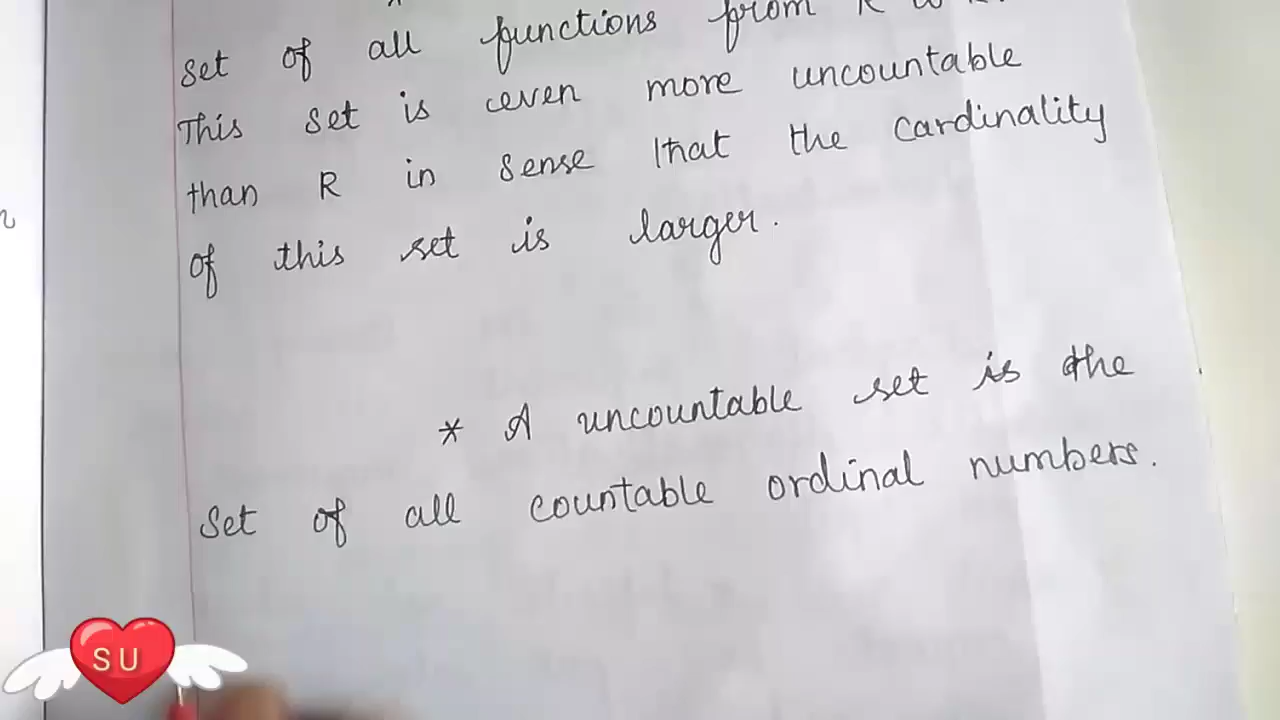 set of all functions from R
This set is even more uncountable
than R in sense that the cardinality
of this set is larger.
* A uncountable set is the
set of all countable ordinal numbers.
SU